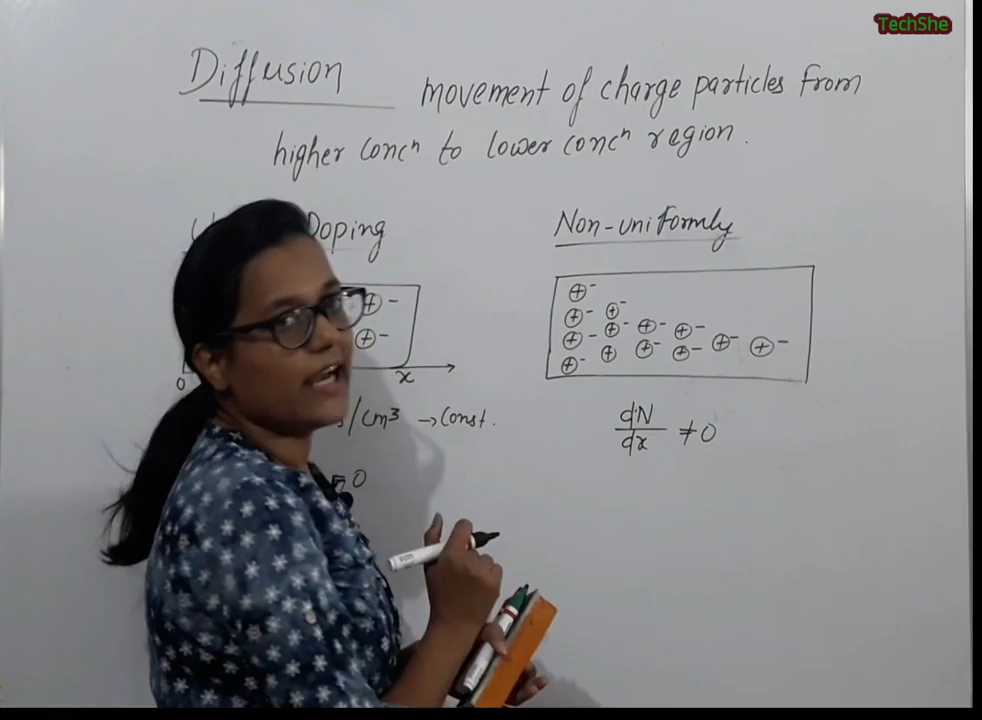 TechShe
Diffusion movement of charge particles from
higher concⁿ to lower concⁿ region.
Doping Non-uniformly
⊕- ⊕-
⊕- ⊕-
⊕- ⊕- ⊕- ⊕-
⊕- ⊕- ⊕- ⊕-
⊕- ⊕ 
0 x
/cm³ → Const. dN/dx ≠ 0
0